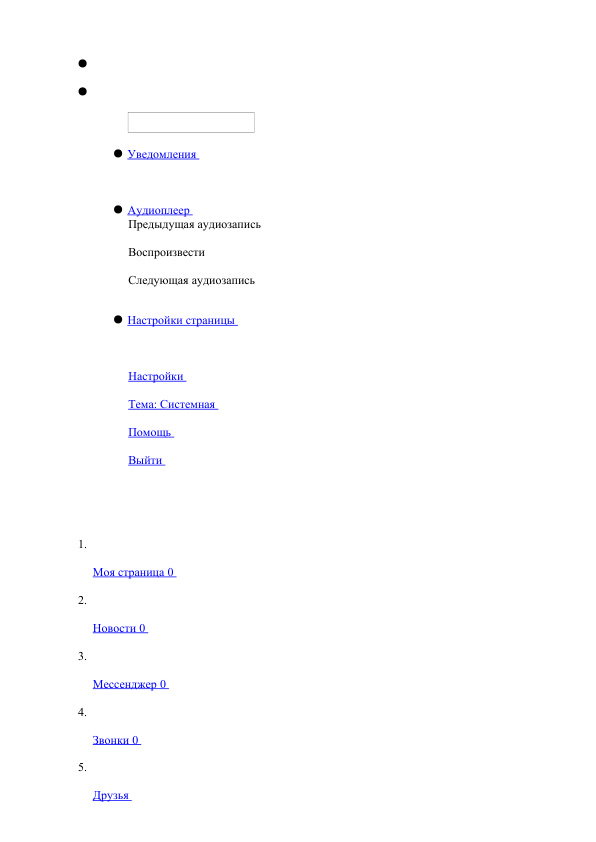 Уведомления
Аудиоплеер
Предыдущая аудиозапись
Воспроизвести
Следующая аудиозапись
Настройки страницы
Настройки
Тема: Системная
Помощь
Выйти
1.
Моя страница 0
2.
Новости 0
3.
Мессенджер 0
4.
Звонки 0
5.
Друзья